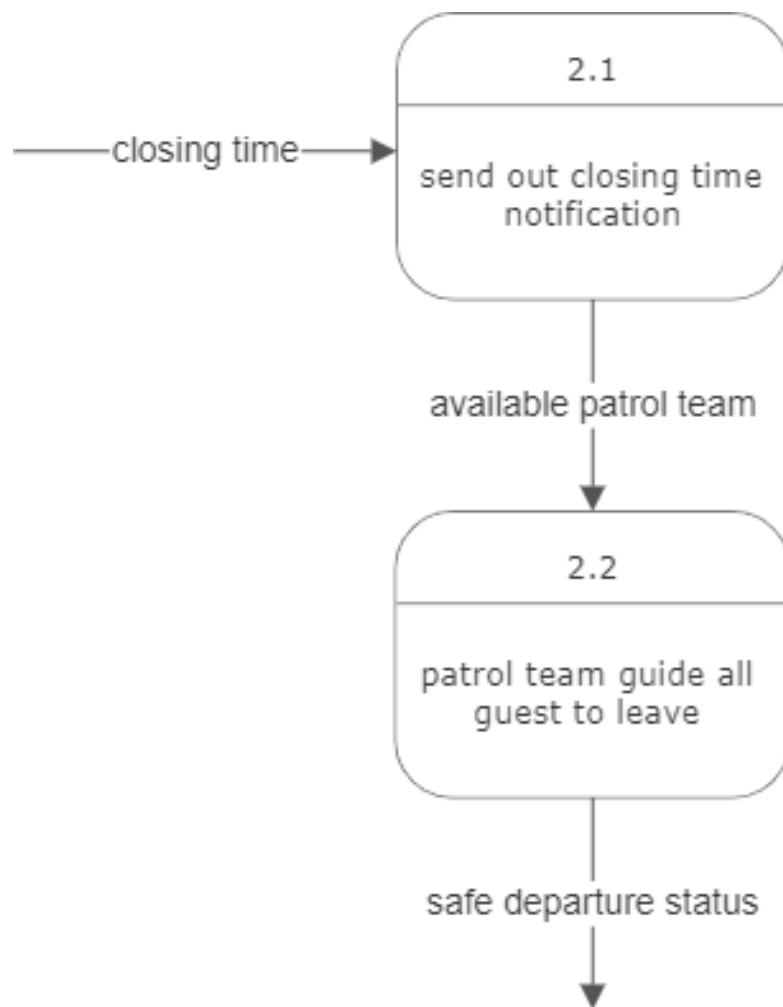 2.1
closing time
send out closing time
notification
available patrol team
2.2
patrol team guide all
guest to leave
safe departure status